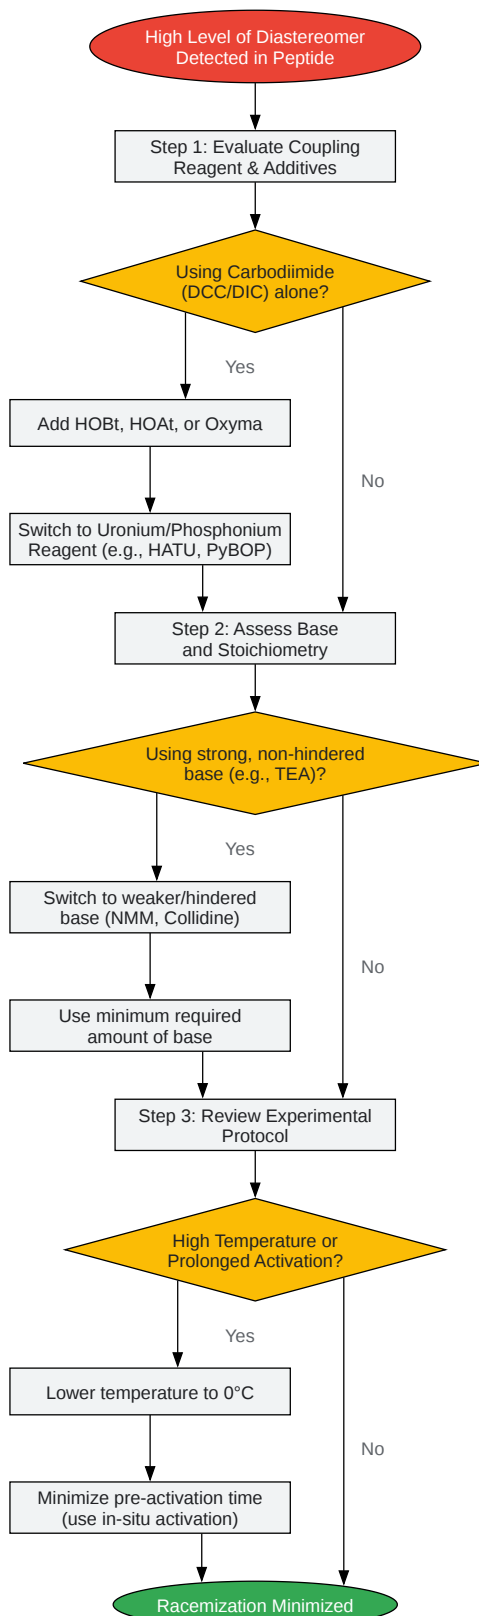 High Level of Diastereomer
Detected in Peptide
Step 1: Evaluate Coupling
Reagent & Additives
Using Carbodiimide
(DCC/DIC) alone?
Yes
Add HOBt, HOAt, or Oxyma
No
Switch to Uronium/Phosphonium
Reagent (e.g., HATU, PyBOP)
Step 2: Assess Base
and Stoichiometry
Using strong, non-hindered
base (e.g., TEA)?
Yes
Switch to weaker/hindered
base (NMM, Collidine)
No
Use minimum required
amount of base
Step 3: Review Experimental
Protocol
High Temperature or
Prolonged Activation?
Yes
Lower temperature to 0°C
No
Minimize pre-activation time
(use in-situ activation)
Racemization Minimized